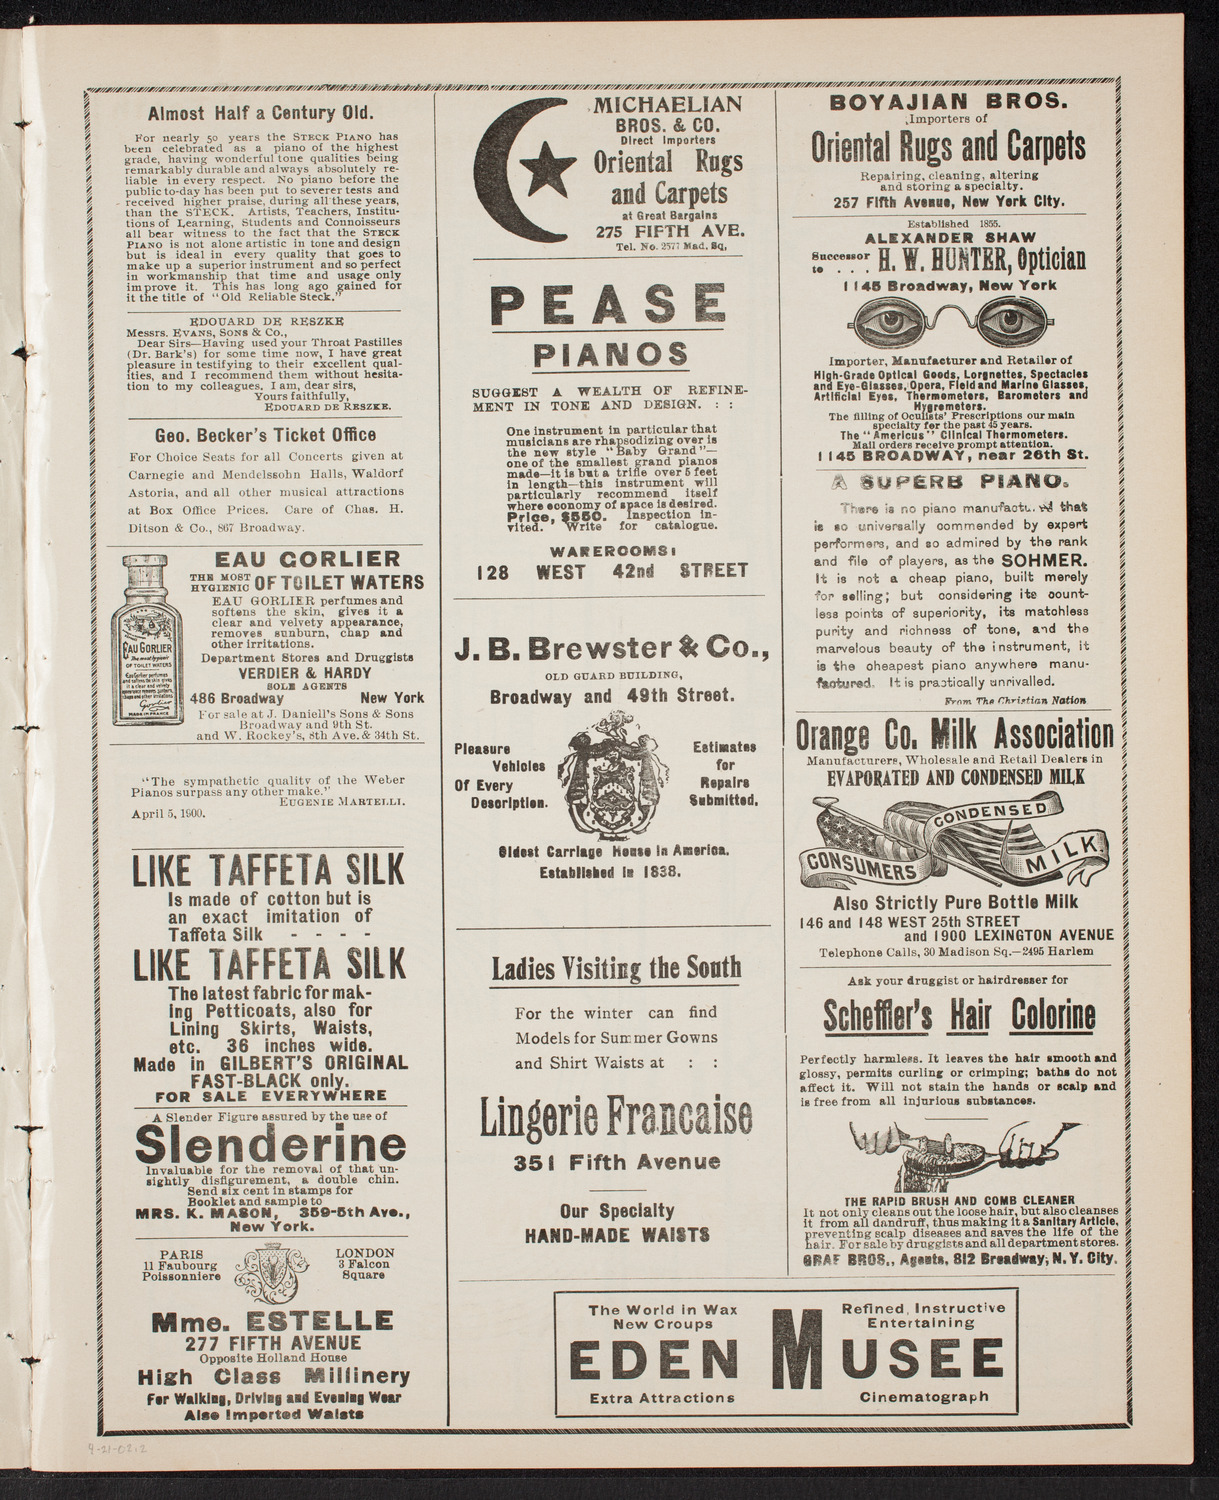 Almost Half a Century Old.
For nearly 50 years the STECK PIANO has
been celebrated as a piano of the highest
grade, having wonderful tone qualities being
remarkably durable and always absolutely re-
liable in every respect. No piano before the
public to-day has been put to severer tests and
received higher praise, during all these years,
than the STECK. Artists, Teachers, Institu-
tions of Learning, Students and Connoisseurs
all bear witness to the fact that the STECK
PIANO is not alone artistic in tone and design
but is ideal in every quality that goes to
make up a superior instrument and so perfect
in workmanship that time and usage only
improve it. This has long ago gained for
it the title of "Old Reliable Steck."
EDOUARD DE RESZKE
Messrs. EVANS, SONS & Co.,
Dear Sirs—Having used your Throat Pastilles
(Dr. Bark's) for some time now, I have great
pleasure in testifying to their excellent qual-
ities, and I recommend them without hesita-
tion to my colleagues. I am, dear sirs,
Yours faithfully,
EDOUARD DE RESZKE.
Geo. Becker's Ticket Office
For Choice Seats for all Concerts given at
Carnegie and Mendelssohn Halls, Waldorf
Astoria, and all other musical attractions
at Box Office Prices. Care of Chas. H.
Ditson & Co., 867 Broadway.
EAU GORLIER
THE MOST HYGIENIC OF TOILET WATERS
EAU GORLIER perfumes and
softens the skin, gives it a
clear and velvety appearance,
removes sunburn, chap and
other irritations.
Department Stores and Druggists
VERDIER & HARDY
SOLE AGENTS
486 Broadway New York
For sale at J. Daniell's Sons & Sons
Broadway and 9th St.
and W. Rockey's, 8th Ave. & 34th St.
EAU GORLIER
The most hygienic
OF TOILET WATERS
Eau Gorlier perfumes
and softens the skin, gives
it a clear and velvety
Gorlier
MADE IN FRANCE
"The sympathetic quality of the Weber
Pianos surpass any other make."
EUGENIE MARTELLI.
April 5, 1900.
LIKE TAFFETA SILK
Is made of cotton but is
an exact imitation of
Taffeta Silk - - - -
LIKE TAFFETA SILK
The latest fabric for mak-
ing Petticoats, also for
Lining Skirts, Waists,
etc. 36 inches wide.
Made in GILBERT'S ORIGINAL
FAST-BLACK only.
FOR SALE EVERYWHERE
A Slender Figure assured by the use of
Slenderine
Invaluable for the removal of that un-
sightly disfigurement, a double chin.
Send six cent in stamps for
Booklet and sample to
MRS. K. MASON, 359-5th Ave.,
New York.
PARIS
11 Faubourg
Poissonniere
LONDON
3 Falcon
Square
Mme. ESTELLE
277 FIFTH AVENUE
Opposite Holland House
High Class Millinery
For Walking, Driving and Evening Wear
Also Imported Waists
9-21-02.2
MICHAELIAN
BROS. & CO.
Direct Importers
Oriental Rugs
and Carpets
at Great Bargains
275 FIFTH AVE.
Tel. No. 2577 Mad. Sq,
PEASE
PIANOS
SUGGEST A WEALTH OF REFINE-
MENT IN TONE AND DESIGN. : :
One instrument in particular that
musicians are rhapsodizing over is
the new style "Baby Grand"—
one of the smallest grand pianos
made—it is but a trifle over 5 feet
in length—this instrument will
particularly recommend itself
where economy of space is desired.
Price, $550. Inspection in-
vited. Write for catalogue.
WAREROOMS:
128 WEST 42nd STREET
J. B. Brewster & Co.,
OLD GUARD BUILDING,
Broadway and 49th Street.
Pleasure
Vehicles
Of Every
Description.
Estimates
for
Repairs
Submitted.
Oldest Carriage House in America.
Established in 1838.
Ladies Visiting the South
For the winter can find
Models for Summer Gowns
and Shirt Waists at : :
Lingerie Francaise
351 Fifth Avenue
Our Specialty
HAND-MADE WAISTS
BOYAJIAN BROS.
Importers of
Oriental Rugs and Carpets
Repairing, cleaning, altering
and storing a specialty.
257 Fifth Avenue, New York City.
Established 1855.
ALEXANDER SHAW
Successor to . . . H. W. HUNTER, Optician
1145 Broadway, New York
Importer, Manufacturer and Retailer of
High-Grade Optical Goods, Lorgnettes, Spectacles
and Eye-Glasses, Opera, Field and Marine Glasses,
Artificial Eyes, Thermometers, Barometers and
Hygrometers.
The filling of Oculists' Prescriptions our main
specialty for the past 45 years.
The "Americus" Clinical Thermometers.
Mail orders receive prompt attention.
1145 BROADWAY, near 26th St.
A SUPERB PIANO.
There is no piano manufactu. that
is so universally commended by expert
performers, and so admired by the rank
and file of players, as the SOHMER.
It is not a cheap piano, built merely
for selling; but considering its count-
less points of superiority, its matchless
purity and richness of tone, and the
marvelous beauty of the instrument, it
is the cheapest piano anywhere manu-
factured. It is practically unrivalled.
From The Christian Nation
Orange Co. Milk Association
Manufacturers, Wholesale and Retail Dealers in
EVAPORATED AND CONDENSED MILK
CONSUMERS
CONDENSED
MILK.
Also Strictly Pure Bottle Milk
146 and 148 WEST 25th STREET
and 1900 LEXINGTON AVENUE
Telephone Calls, 30 Madison Sq.—2495 Harlem
Ask your druggist or hairdresser for
Scheffler's Hair Colorine
Perfectly harmless. It leaves the hair smooth and
glossy, permits curling or crimping; baths do not
affect it. Will not stain the hands or scalp and
is free from all injurious substances.
THE RAPID BRUSH AND COMB CLEANER
It not only cleans out the loose hair, but also cleanses
it from all dandruff, thus making it a Sanitary Article,
preventing scalp diseases and saves the life of the
hair. For sale by druggists and all department stores.
GRAF BROS., Agents, 812 Broadway, N. Y. City.
The World in Wax
New Croups
EDEN MUSEE
Extra Attractions
Refined, Instructive
Entertaining
Cinematograph